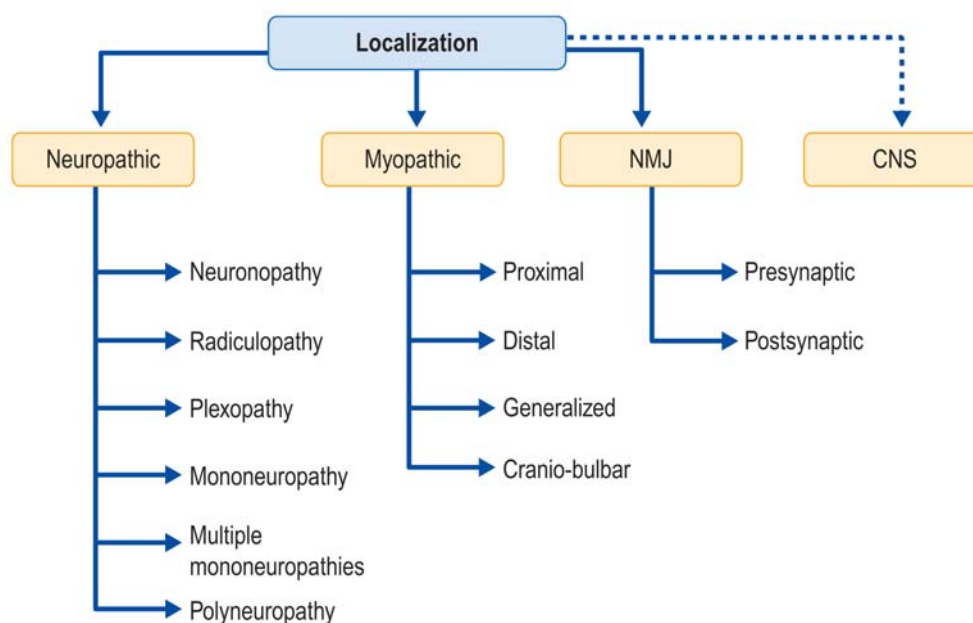 Localization
Neuropathic
Myopathic
NMJ
CNS
Neuronopathy
Radiculopathy
Plexopathy
Mononeuropathy
Multiple
mononeuropathies
Polyneuropathy
Proximal
Distal
Generalized
Cranio-bulbar
Presynaptic
Postsynaptic